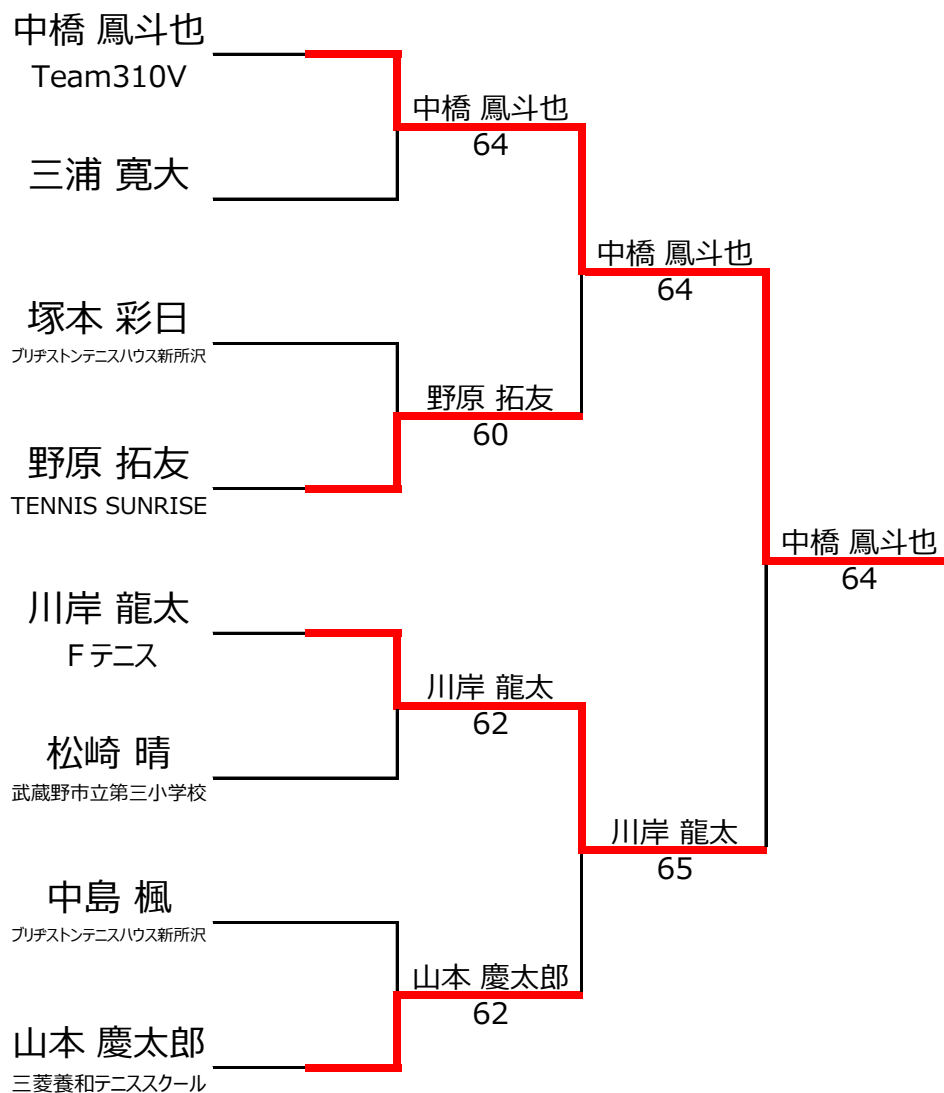 中橋 鳳斗也
Team310V
三浦 寛大
塚本 彩日
ブリヂストンテニスハウス新所沢
野原 拓友
TENNIS SUNRISE
川岸 龍太
Fテニス
松崎 晴
武蔵野市立第三小学校
中島 楓
ブリヂストンテニスハウス新所沢
山本 慶太郎
三菱養和テニススクール
中橋 鳳斗也
64
野原 拓友
60
川岸 龍太
62
山本 慶太郎
62
中橋 鳳斗也
64
川岸 龍太
65
中橋 鳳斗也
64